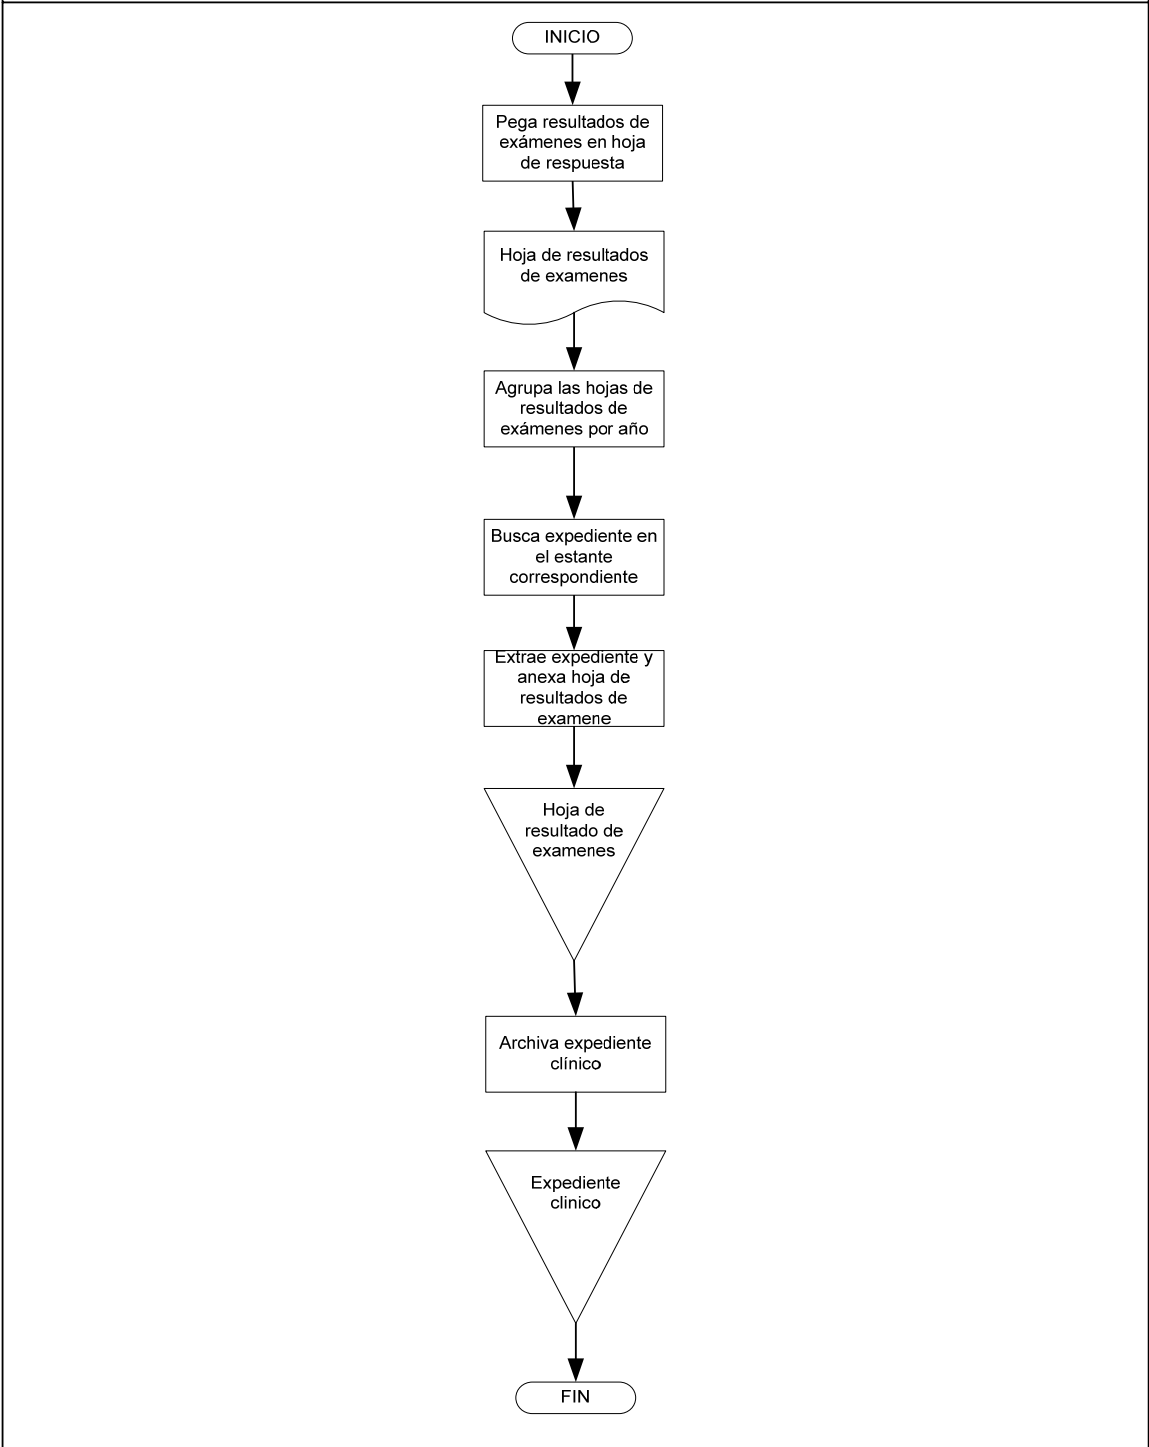 INICIO
Pega resultados de
exámenes en hoja
de respuesta
Hoja de resultados
de examenes
Agrupa las hojas de
resultados de
exámenes por año
Busca expediente en
el estante
correspondiente
Extrae expediente y
anexa hoja de
resultados de
examene
Hoja de
resultado de
examenes
Archiva expediente
clínico
Expediente
clinico
FIN